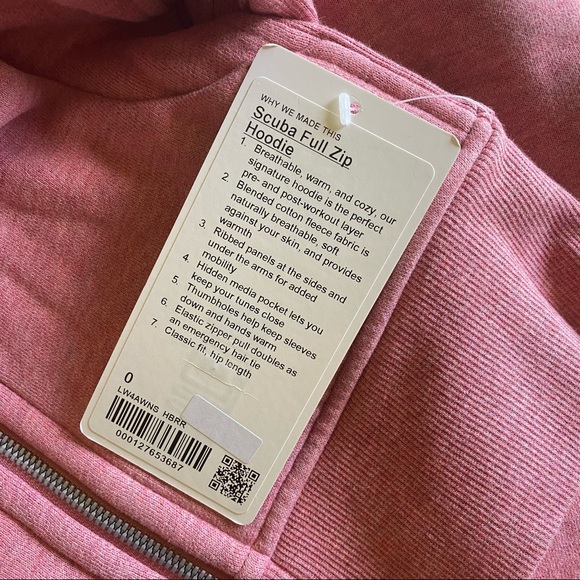 WHY WE MADE THIS
Scuba Full Zip
Hoodie
1. Breathable, warm, and cozy, our
signature hoodie is the perfect
pre- and post-workout layer
2. Blended cotton fleece fabric is
naturally breathable, soft
against your skin, and provides
warmth
3. Ribbed panels at the sides and
under the arms for added
mobility
4. Hidden media pocket lets you
keep your tunes close
5. Thumbholes help keep sleeves
down and hands warm
6. Elastic zipper pull doubles as
an emergency hair tie
7. Classic fit, hip length
0
LW4AWNS HBRR
000127653687